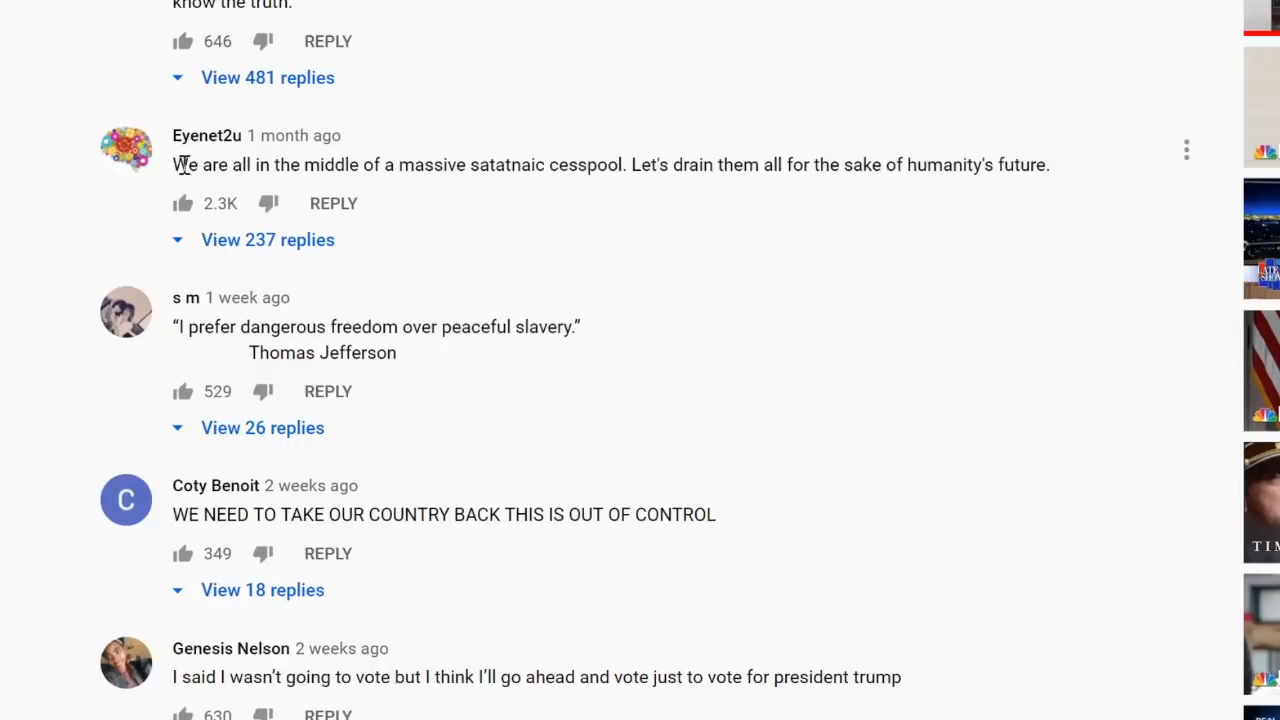 know the truth.
646 REPLY
View 481 replies
Eyenet2u 1 month ago
We are all in the middle of a massive satatnaic cesspool. Let's drain them all for the sake of humanity's future.
2.3K REPLY
View 237 replies
s m 1 week ago
“I prefer dangerous freedom over peaceful slavery.”
Thomas Jefferson
529 REPLY
View 26 replies
Coty Benoit 2 weeks ago
WE NEED TO TAKE OUR COUNTRY BACK THIS IS OUT OF CONTROL
349 REPLY
View 18 replies
Genesis Nelson 2 weeks ago
I said I wasn’t going to vote but I think I’ll go ahead and vote just to vote for president trump
630 REPLY